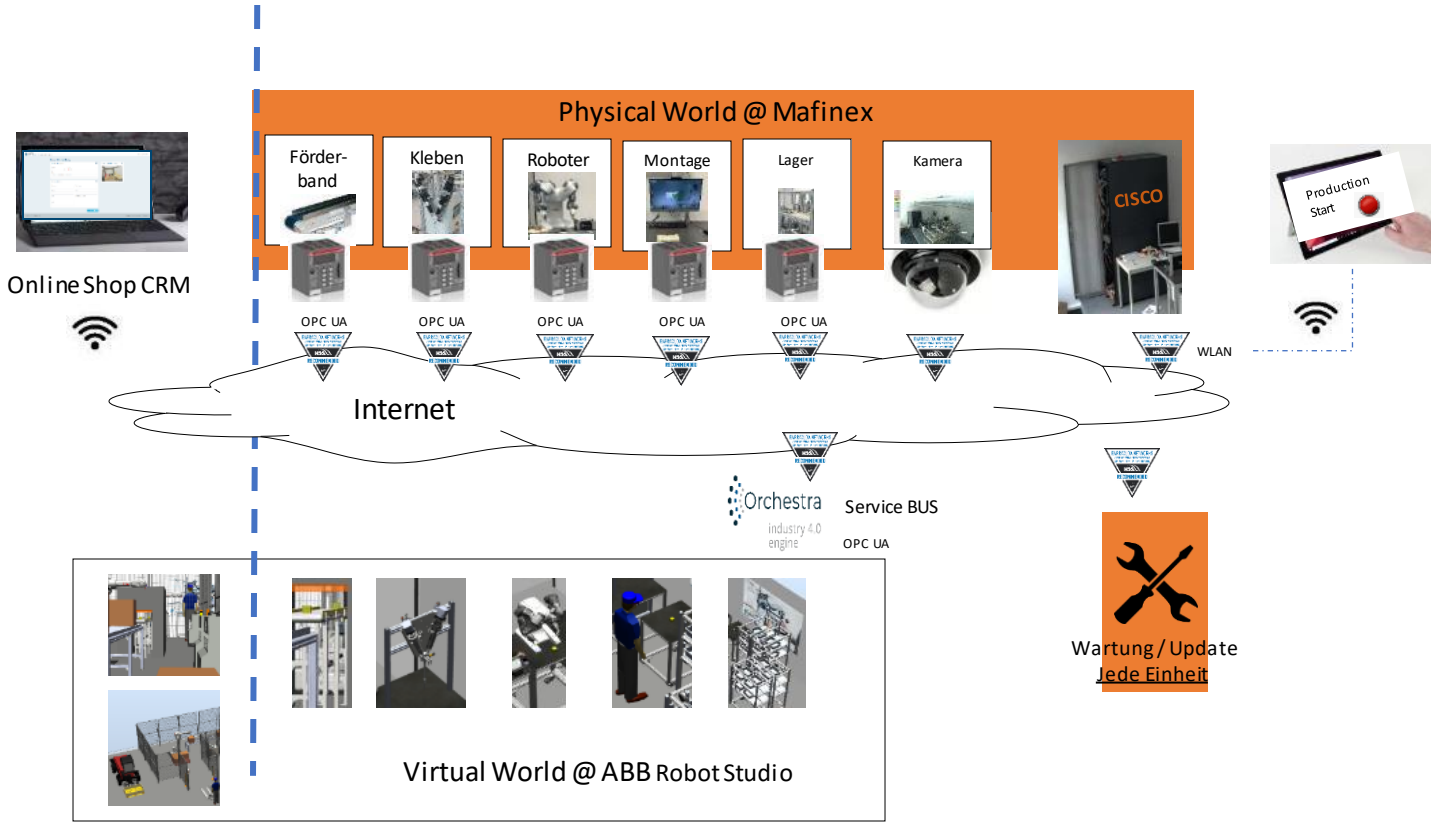 Physical World @ Mafinex
Förder-
band
Kleben
Roboter
Montage
Lager
Kamera
CISCO
Production
Start
Online Shop CRM
OPC UA
OPC UA
OPC UA
OPC UA
OPC UA
WLAN
Internet
Orchestra
industry 4.0
engine
Service BUS
OPC UA
Wartung / Update
Jede Einheit
Virtual World @ ABB Robot Studio